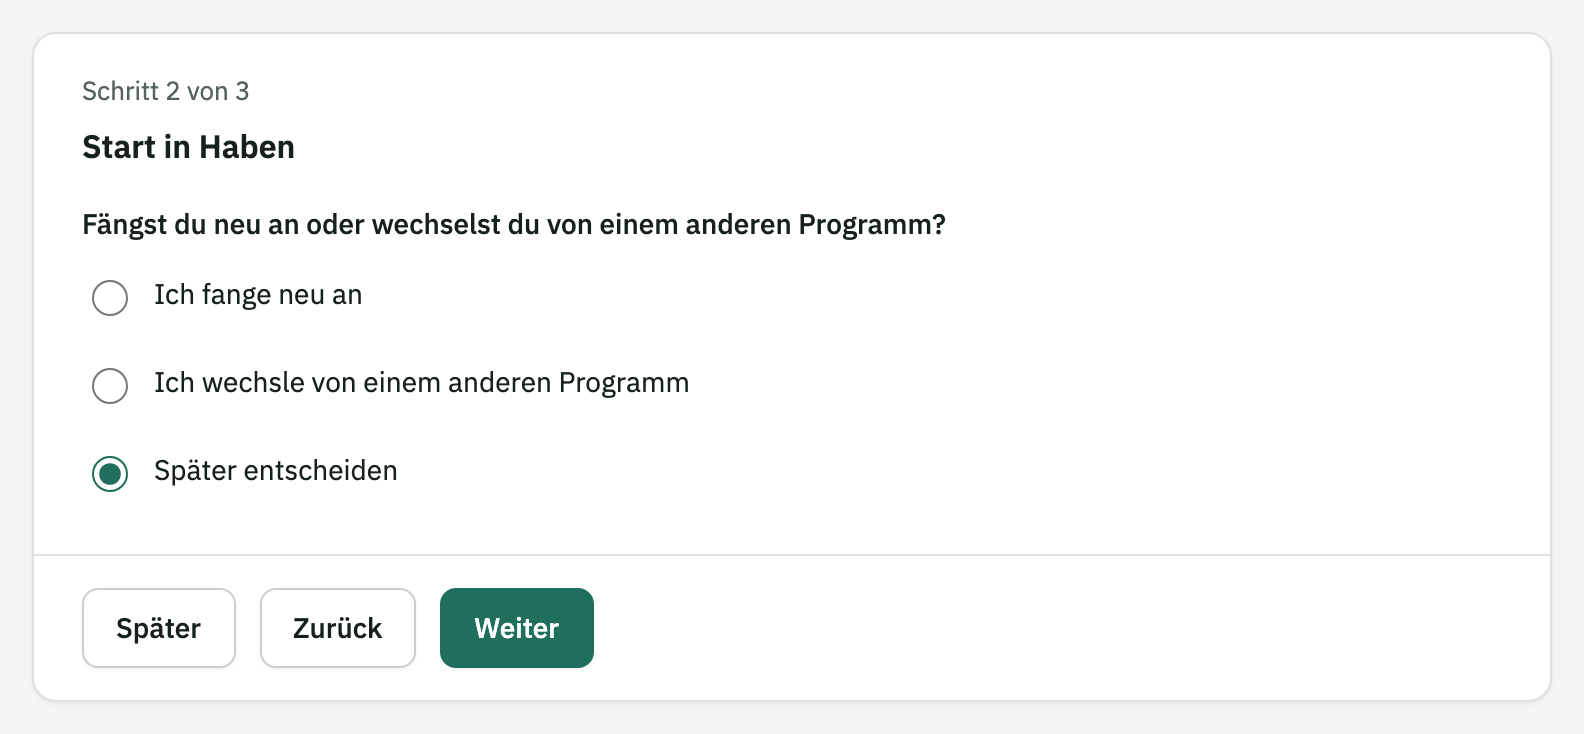 Schritt 2 von 3
Start in Haben
Fängst du neu an oder wechselst du von einem anderen Programm?
Ich fange neu an
Ich wechsle von einem anderen Programm
Später entscheiden
Später
Zurück
Weiter